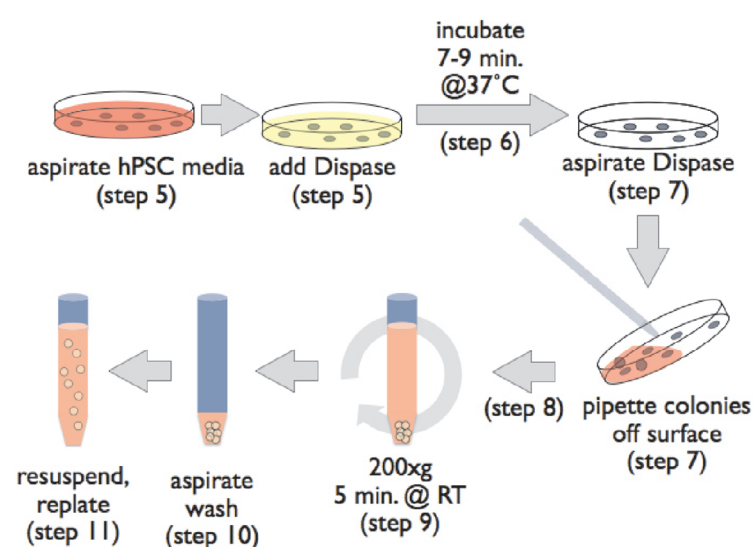 incubate
7-9 min.
@37˚C
(step 6)
aspirate hPSC media
(step 5)
add Dispase
(step 5)
aspirate Dispase
(step 7)
pipette colonies
off surface
(step 7)
(step 8)
200xg
5 min. @ RT
(step 9)
aspirate
wash
(step 10)
resuspend,
replate
(step 11)